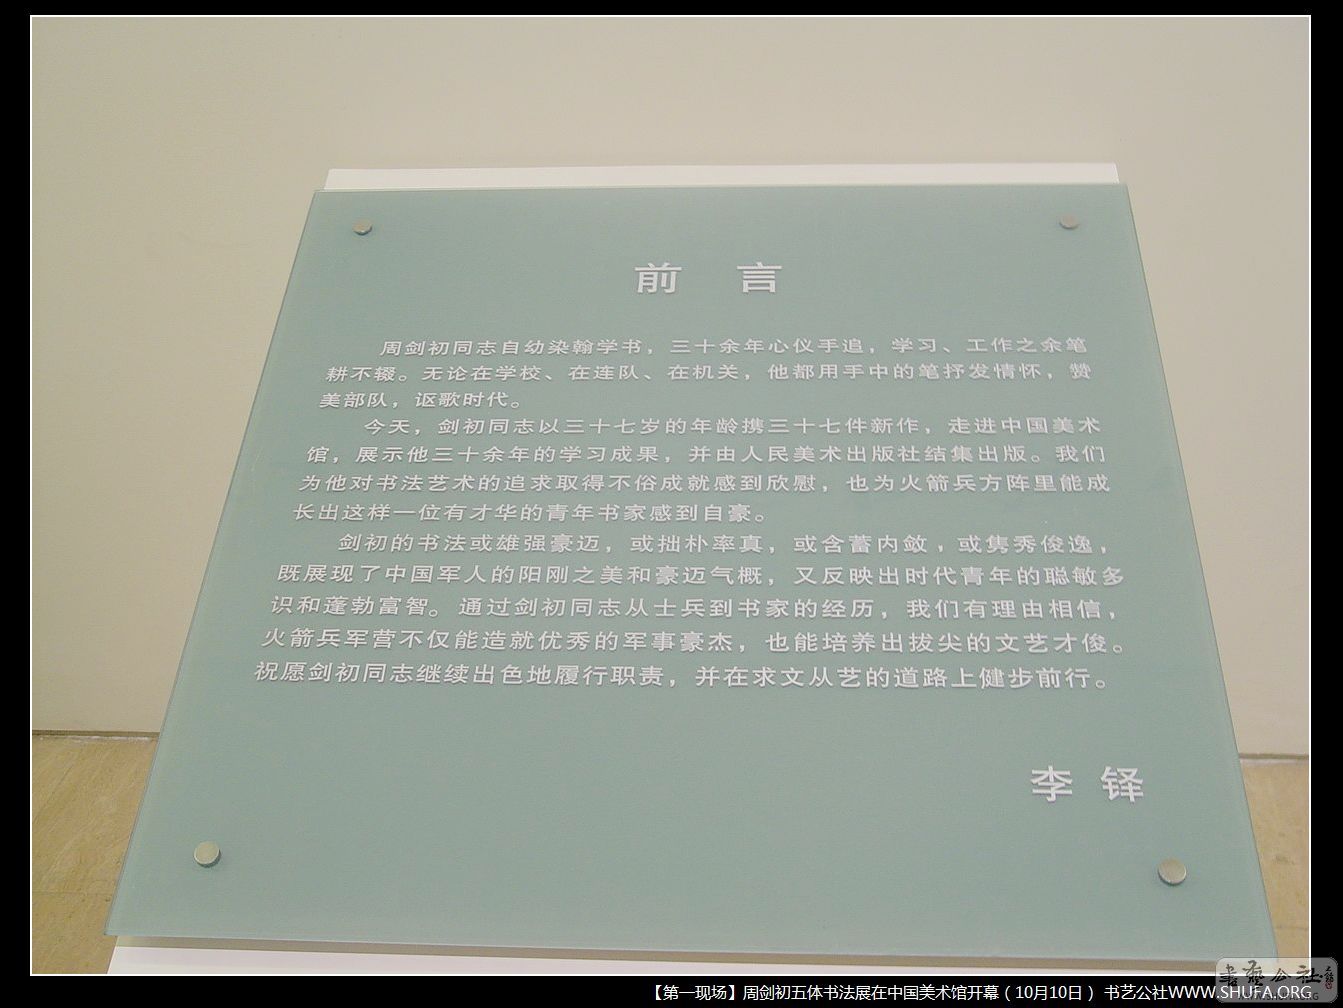 前言
周剑初同志自幼染翰学书，三十余年心仪手追，学习、工作之余笔
耕不辍。无论在学校、在连队、在机关，他都用手中的笔抒发情怀，赞
美部队，讴歌时代。
今天，剑初同志以三十七岁的年龄携三十七件新作，走进中国美术
馆，展示他三十余年的学习成果，并由人民美术出版社结集出版。我们
为他对书法艺术的追求取得不俗成就感到欣慰，也为火箭兵方阵里能成
长出这样一位有才华的青年书家感到自豪。
剑初的书法或雄强豪迈，或拙朴率真，或含蓄内敛，或隽秀俊逸，
既展现了中国军人的阳刚之美和豪迈气概，又反映出时代青年的聪敏多
识和蓬勃富智。通过剑初同志从士兵到书家的经历，我们有理由相信，
火箭兵军营不仅能造就优秀的军事豪杰，也能培养出拔尖的文艺才俊。
祝愿剑初同志继续出色地履行职责，并在求文从艺的道路上健步前行。
李铎
書藝公社
【第一现场】周剑初五体书法展在中国美术馆开幕（10月10日） 书艺公社WWW.SHUFA.ORG